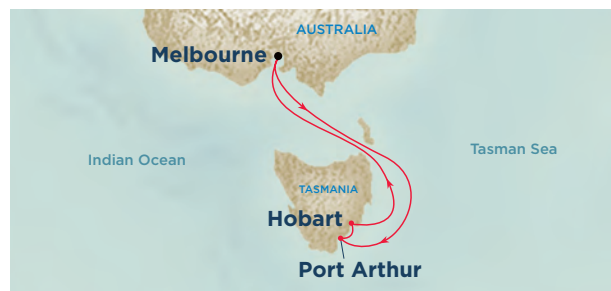 AUSTRALIA
Melbourne
Indian Ocean
Tasman Sea
TASMANIA
Hobart
Port Arthur